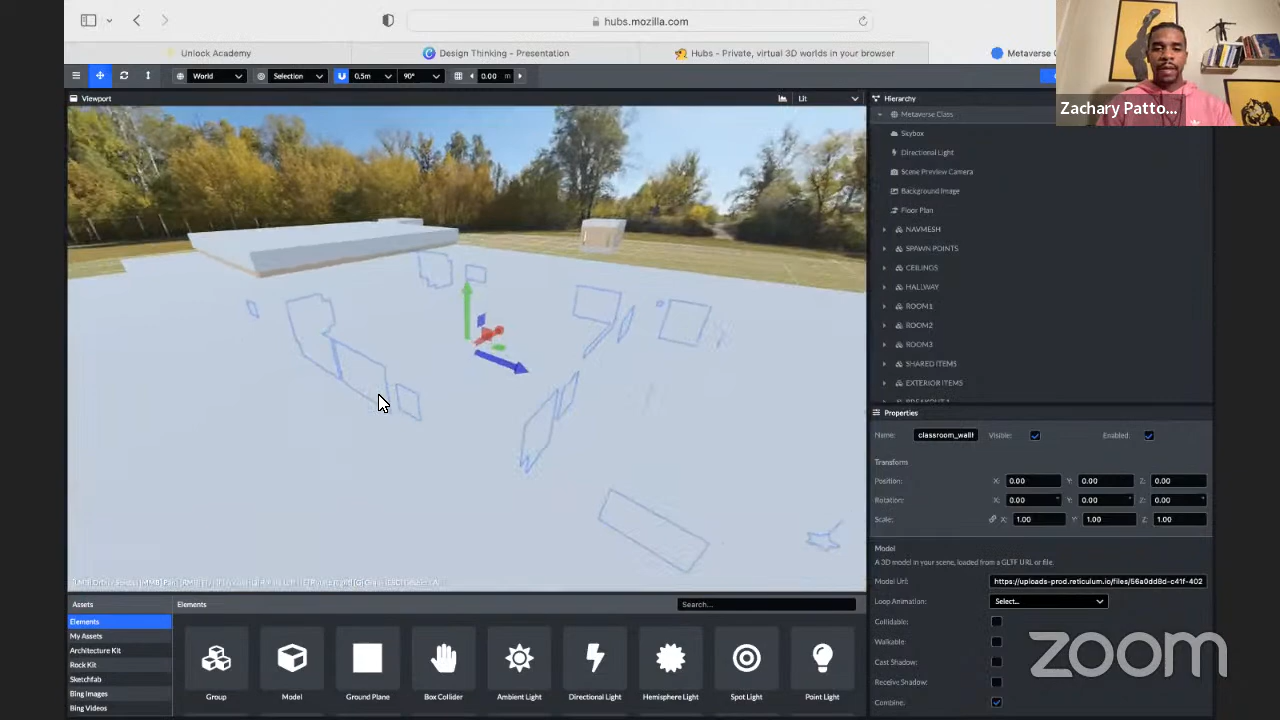 hubs.mozilla.com
Unlock Academy
Design Thinking - Presentation
Hubs - Private, virtual 3D worlds in your browser
Metaverse C
World
Selection
0.5m
90°
0.00 m
Viewport
Lit
Hierarchy
Zachary Patto...
Metaverse Class
Skybox
Directional Light
Scene Preview Camera
Background Image
Floor Plan
NAVMESH
SPAWN POINTS
CEILINGS
HALLWAY
ROOM1
ROOM2
ROOM3
SHARED ITEMS
EXTERIOR ITEMS
Properties
Name: classroom_wall Visible: Enabled:
Transform
Position: X: 0.00 Y: 0.00 Z: 0.00
Rotation: X: 0.00 ° Y: 0.00 ° Z: 0.00 °
Scale: X: 1.00 Y: 1.00 Z: 1.00
Model
A 3D model in your scene, loaded from a GLTF URL or file.
Model Url: https://uploads-prod.reticulum.io/files/56a0dd8d-c41f-402
Loop Animation: Select...
Collidable:
Walkable:
Cast Shadow:
Receive Shadow:
Combine:
zoom
Assets
Elements
Search...
Elements
My Assets
Architecture Kit
Rock Kit
Sketchfab
Bing Images
Bing Videos
Group
Model
Ground Plane
Box Collider
Ambient Light
Directional Light
Hemisphere Light
Spot Light
Point Light